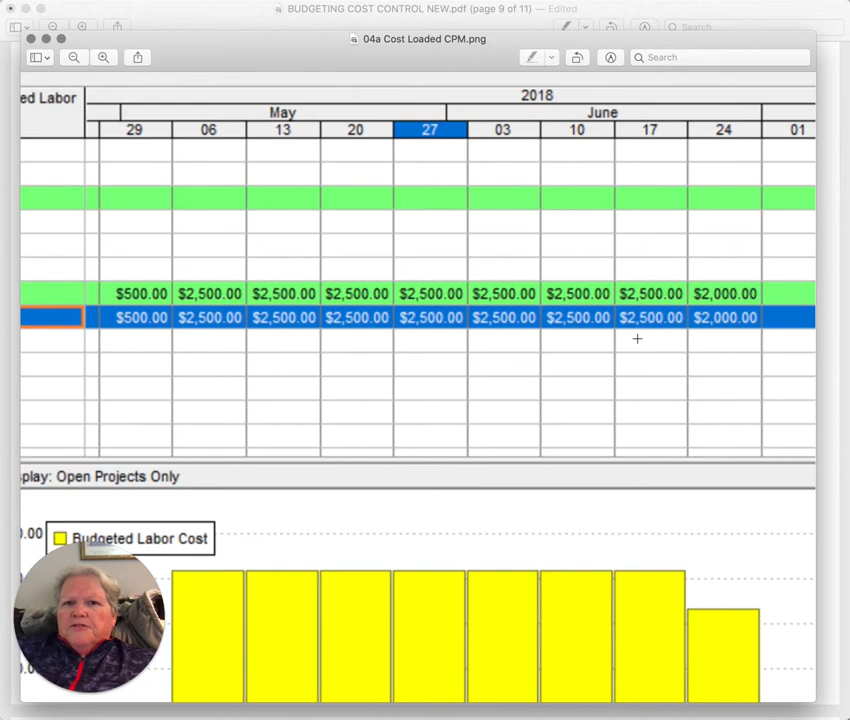 BUDGETING COST CONTROL NEW.pdf (page 9 of 11) — Edited
Search
04a Cost Loaded CPM.png
Search
ed Labor
2018
May June
29 06 13 20 27 03 10 17 24 01
$500.00 $2,500.00 $2,500.00 $2,500.00 $2,500.00 $2,500.00 $2,500.00 $2,500.00 $2,000.00
$500.00 $2,500.00 $2,500.00 $2,500.00 $2,500.00 $2,500.00 $2,500.00 $2,500.00 $2,000.00
splay: Open Projects Only
0.00
Budgeted Labor Cost